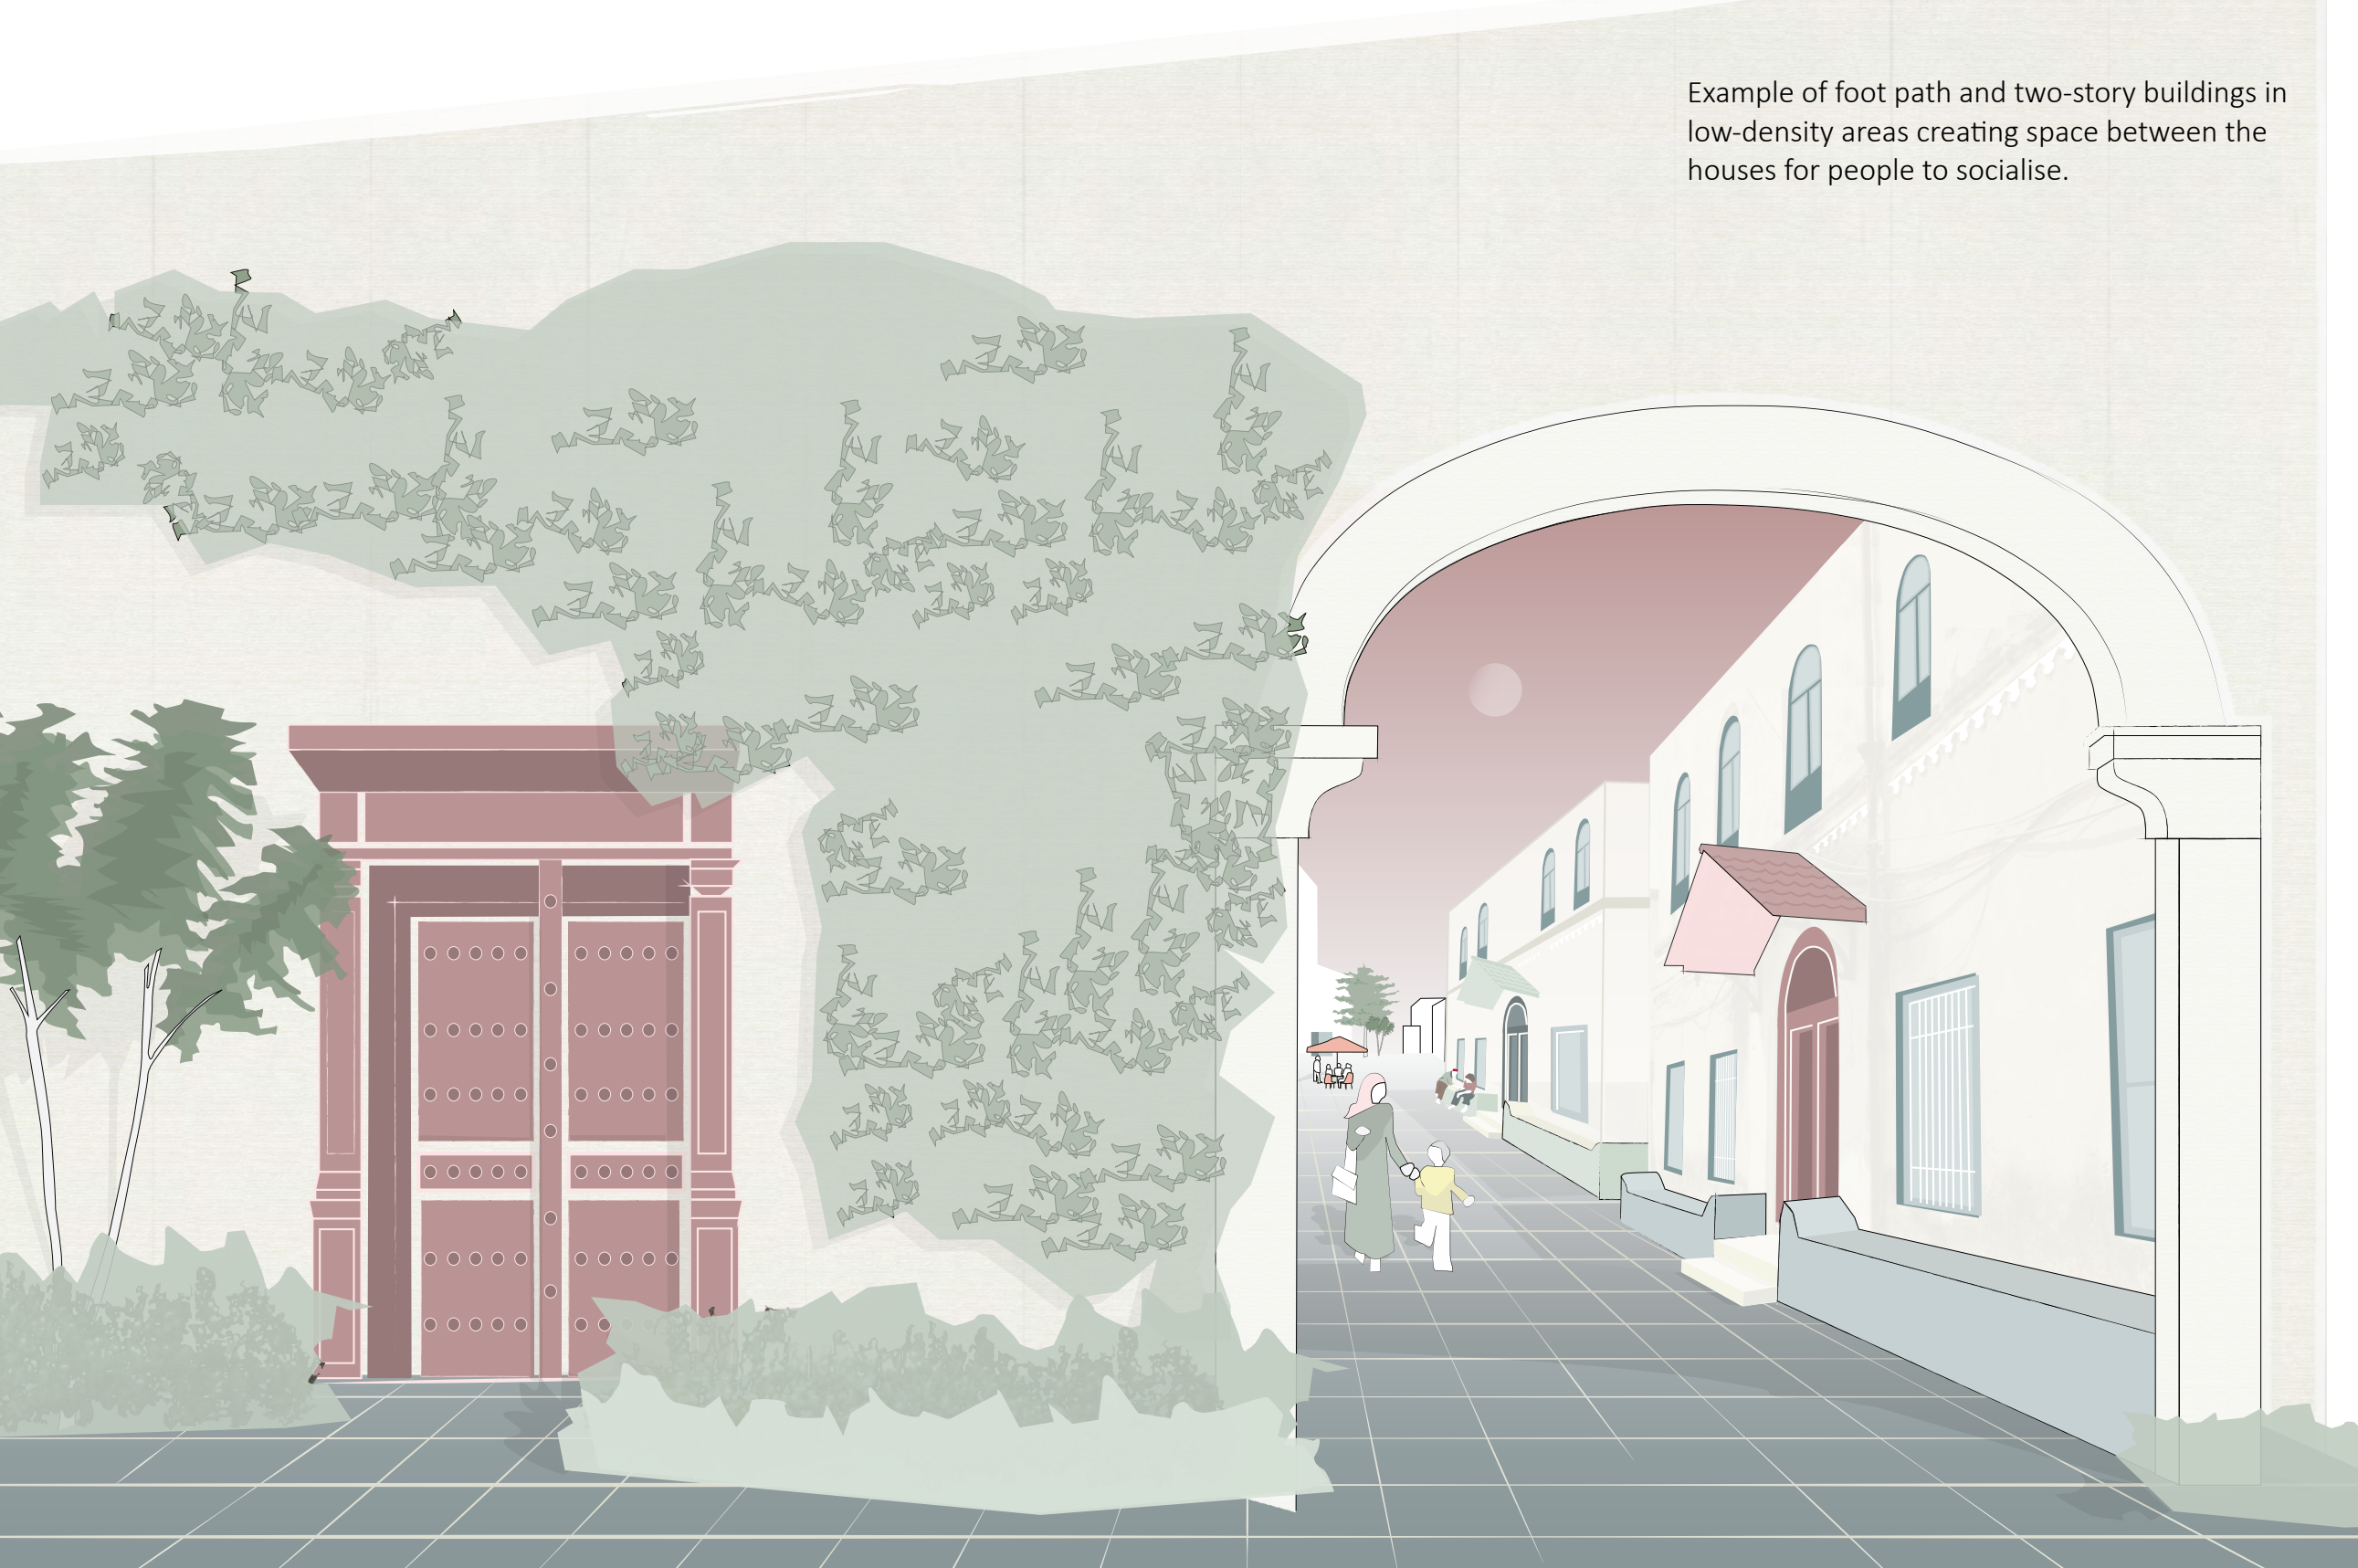 Example of foot path and two-story buildings in
low-density areas creating space between the
houses for people to socialise.